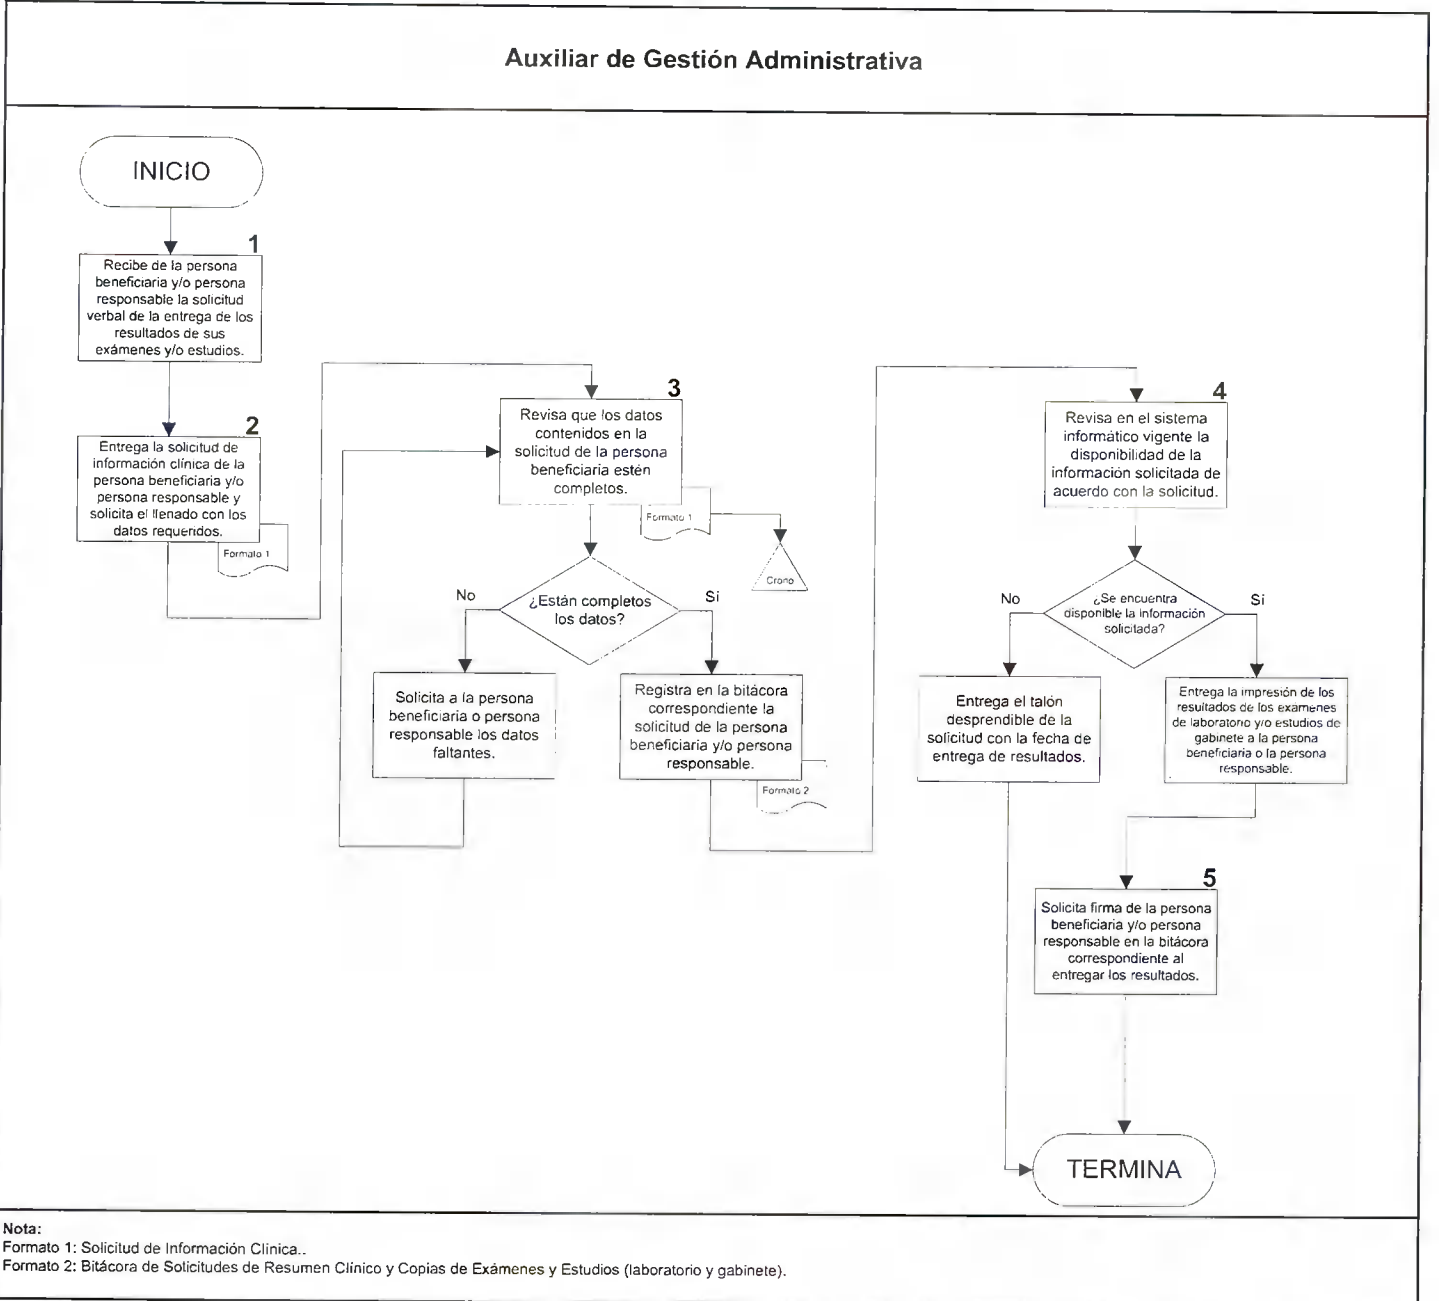 Auxiliar de Gestión Administrativa
INICIO
1
Recibe de la persona
beneficiaria y/o persona
responsable la solicitud
verbal de la entrega de los
resultados de sus
exámenes y/o estudios.
2
Entrega la solicitud de
información clínica de la
persona beneficiaria y/o
persona responsable y
solicita el llenado con los
datos requeridos.
Formato 1
3
Revisa que los datos
contenidos en la
solicitud de la persona
beneficiaria estén
completos.
Formato 1
Crono
¿Están completos
los datos?
No
Sí
Solicita a la persona
beneficiaria o persona
responsable los datos
faltantes.
Registra en la bitácora
correspondiente la
solicitud de la persona
beneficiaria y/o persona
responsable.
Formato 2
4
Revisa en el sistema
informático vigente la
disponibilidad de la
información solicitada de
acuerdo con la solicitud.
¿Se encuentra
disponible la información
solicitada?
No
Sí
Entrega el talón
desprendible de la
solicitud con la fecha de
entrega de resultados.
Entrega la impresión de los
resultados de los exámenes
de laboratorio y/o estudios de
gabinete a la persona
beneficiaria o la persona
responsable.
5
Solicita firma de la persona
beneficiaria y/o persona
responsable en la bitácora
correspondiente al
entregar los resultados.
TERMINA
Nota:
Formato 1: Solicitud de Información Clínica..
Formato 2: Bitácora de Solicitudes de Resumen Clínico y Copias de Exámenes y Estudios (laboratorio y gabinete).